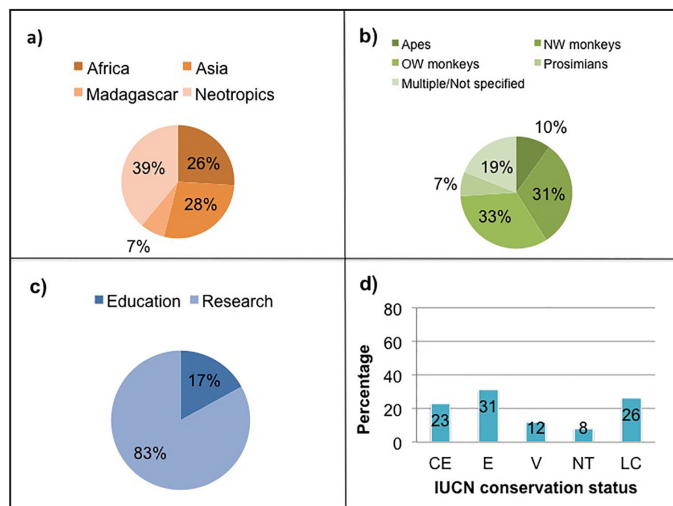 a)
Africa Asia
Madagascar Neotropics
39% 26%
28%
7%
b)
Apes NW monkeys
OW monkeys Prosimians
Multiple/Not specified
10%
19%
7% 31%
33%
c)
Education Research
17%
83%
d)
80
60
40
20
0
Percentage
23 31 12 8 26
CE E V NT LC
IUCN conservation status